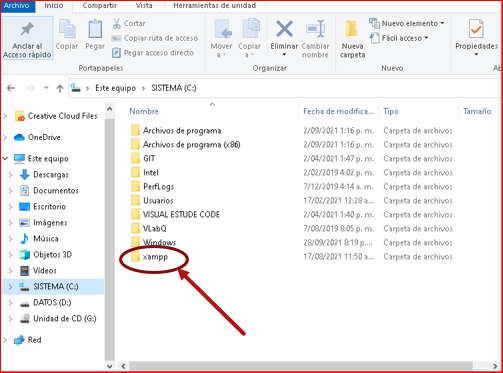 Archivo Inicio Compartir Vista Herramientas de unidad
Anclar al Acceso rápido
Copiar
Pegar
Cortar
Copiar ruta de acceso
Pegar acceso directo
Portapapeles
Mover a
Copiar a
Eliminar
Cambiar nombre
Organizar
Nueva carpeta
Nuevo elemento
Fácil acceso
Nuevo
Propiedades
Ab
Este equipo > SISTEMA (C:)
Creative Cloud Files
OneDrive
Este equipo
Descargas
Documentos
Escritorio
Imágenes
Música
Objetos 3D
Vídeos
SISTEMA (C:)
DATOS (D:)
Unidad de CD (G:)
Red
Nombre Fecha de modifica... Tipo Tamaño
Archivos de programa 2/09/2021 1:16 p. m. Carpeta de archivos
Archivos de programa (x86) 2/09/2021 1:16 p. m. Carpeta de archivos
GIT 2/04/2021 1:47 p. m. Carpeta de archivos
Intel 2/02/2019 4:02 p. m. Carpeta de archivos
PerfLogs 7/12/2019 4:14 a. m. Carpeta de archivos
Usuarios 17/02/2021 12:28 a... Carpeta de archivos
VISUAL ESTUDE CODE 2/04/2021 1:40 p. m. Carpeta de archivos
VLabQ 7/08/2019 8:05 p. m. Carpeta de archivos
Windows 28/09/2021 8:19 p.... Carpeta de archivos
xampp 17/08/2021 11:50 a... Carpeta de archivos